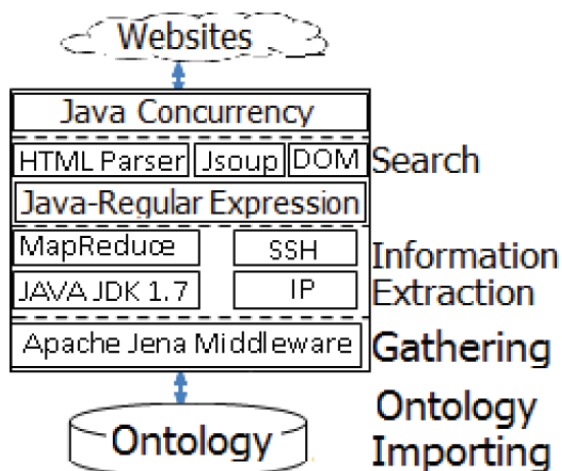 Websites
Java Concurrency
HTML Parser Jsoup DOM Search
Java-Regular Expression
MapReduce SSH Information
JAVA JDK 1.7 IP Extraction
Apache Jena Middleware Gathering
Ontology
Ontology Importing